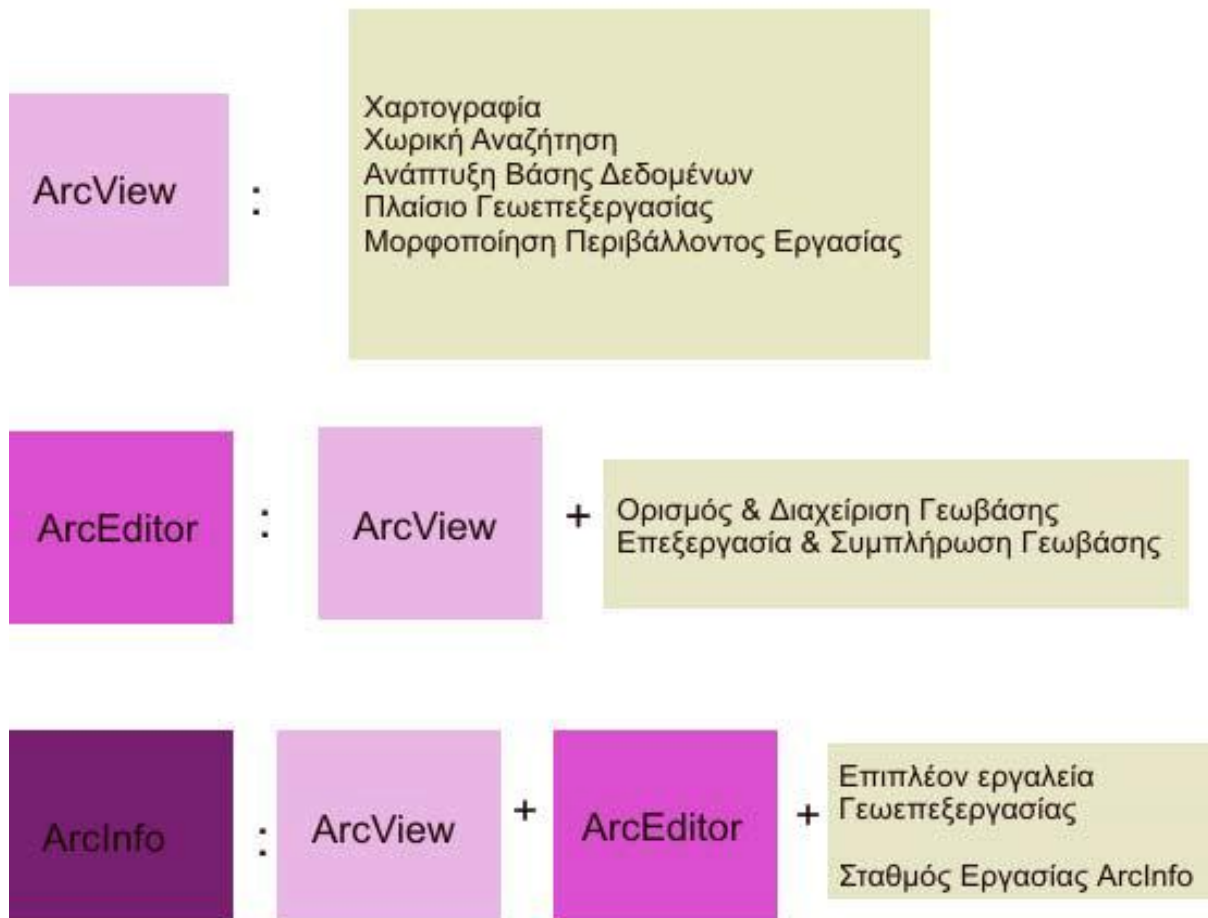 ArcView :
Χαρτογραφία
Χωρική Αναζήτηση
Ανάπτυξη Βάσης Δεδομένων
Πλαίσιο Γεωεπεξεργασίας
Μορφοποίηση Περιβάλλοντος Εργασίας
ArcEditor : ArcView +
Ορισμός & Διαχείριση Γεωβάσης
Επεξεργασία & Συμπλήρωση Γεωβάσης
ArcInfo : ArcView + ArcEditor +
Επιπλέον εργαλεία
Γεωεπεξεργασίας
Σταθμός Εργασίας ArcInfo